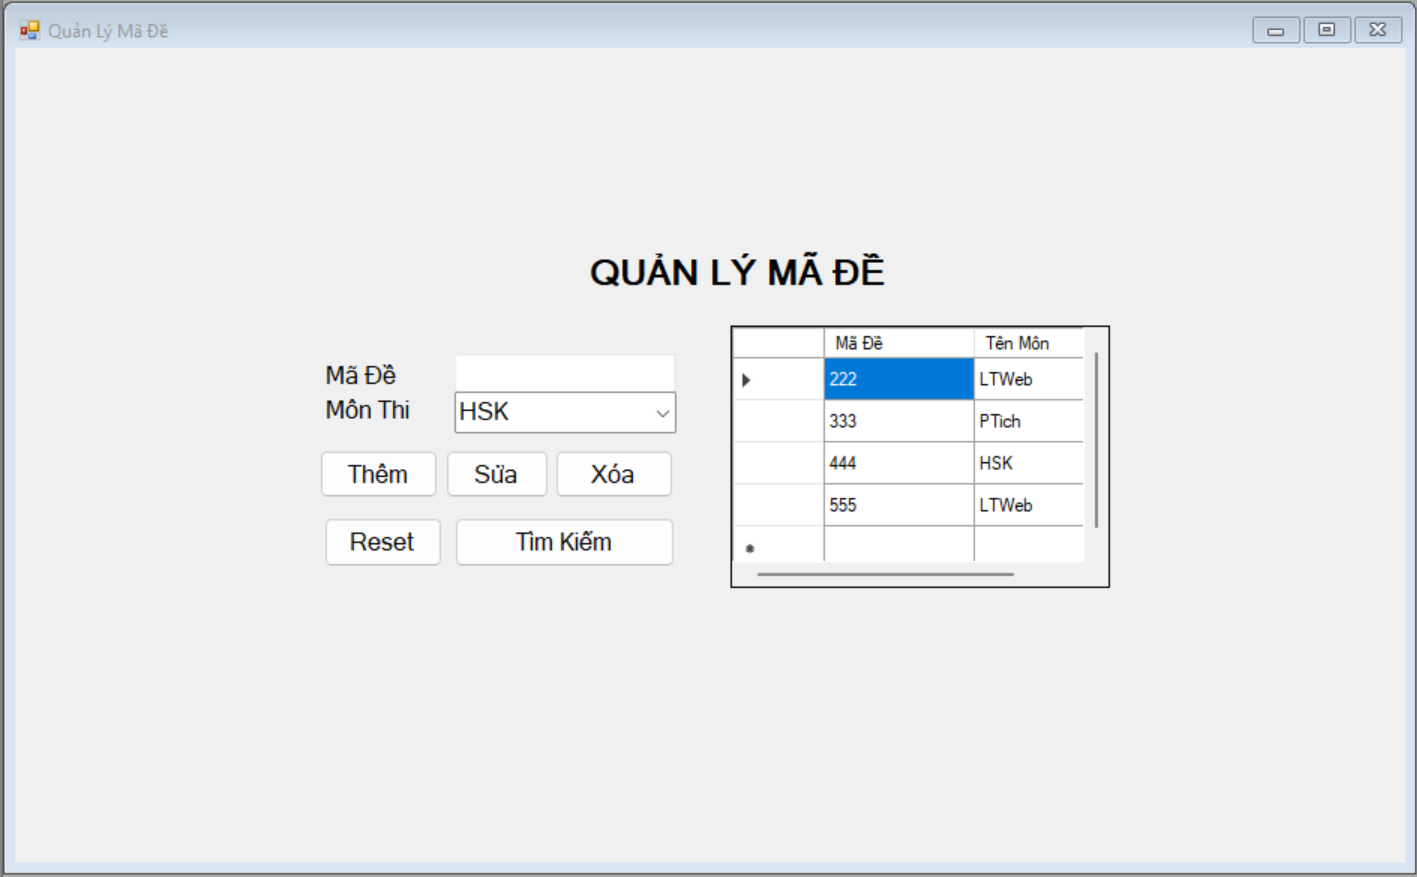 Quản Lý Mã Đề
QUẢN LÝ MÃ ĐỀ
Mã Đề
Môn Thi HSK
Thêm Sửa Xóa
Reset Tìm Kiếm
Mã Đề Tên Môn
222 LTWeb
333 PTich
444 HSK
555 LTWeb